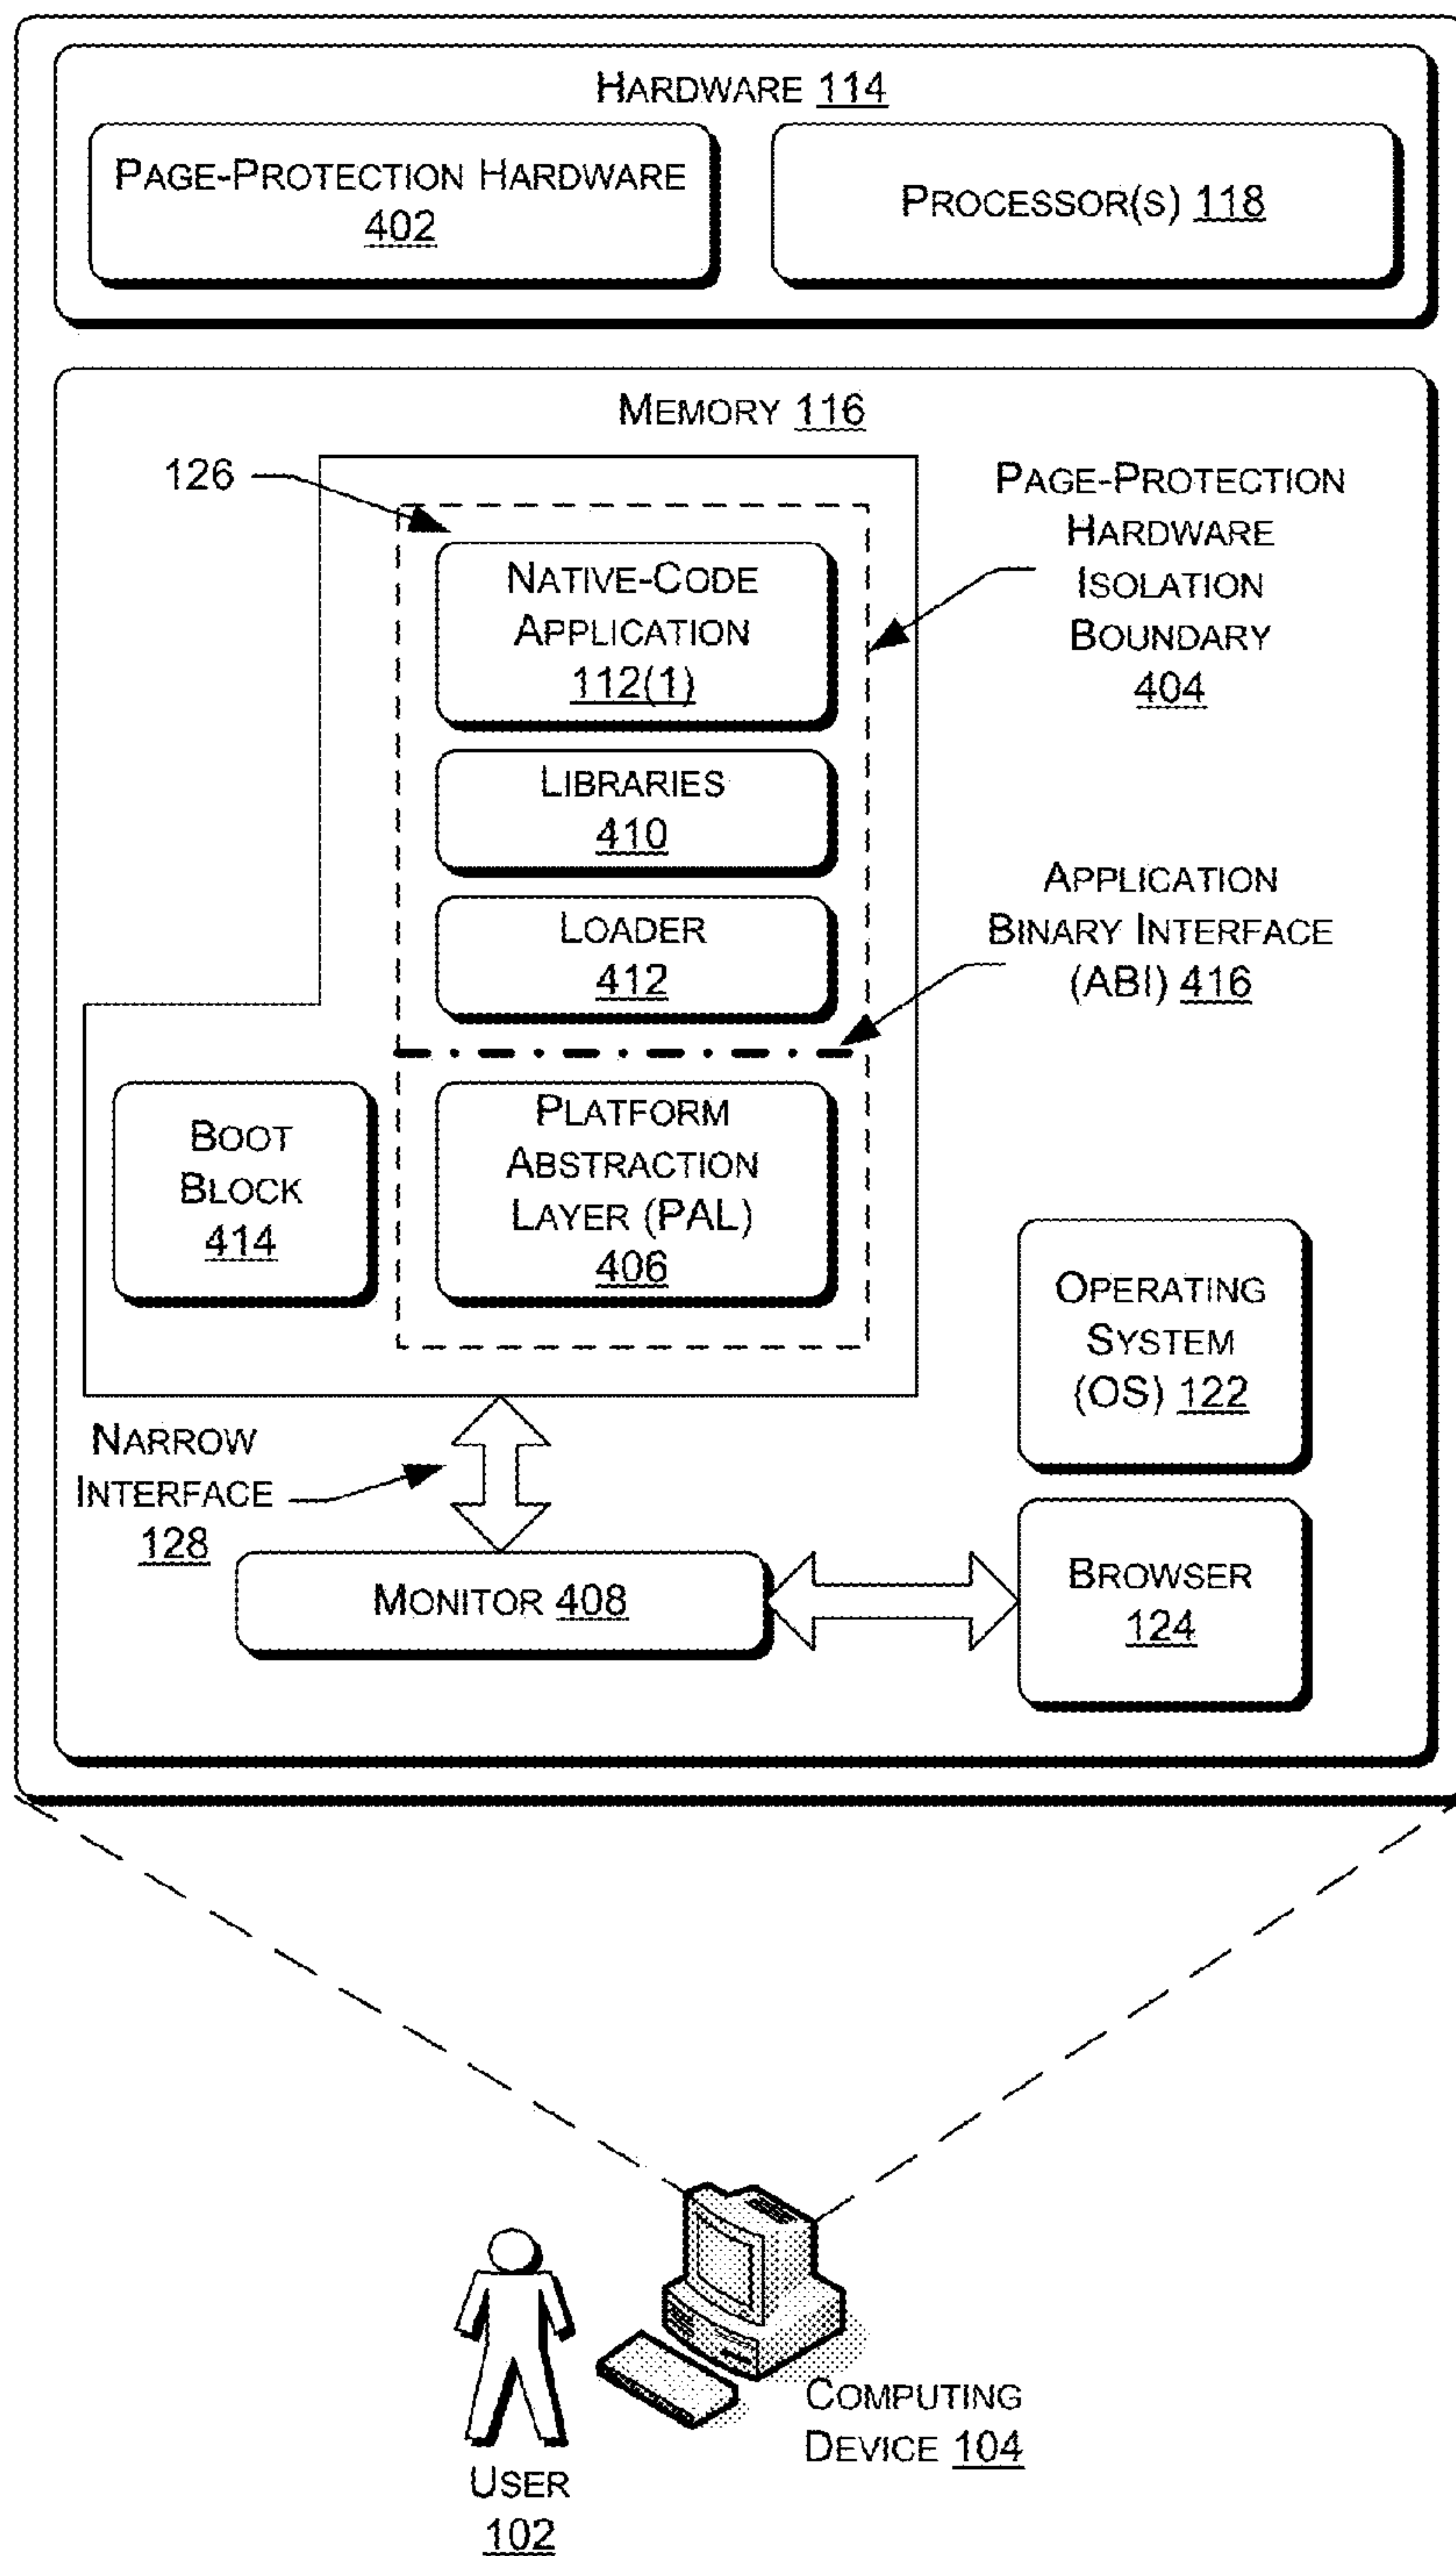 HARDWARE 114
PAGE-PROTECTION HARDWARE
402
PROCESSOR(S) 118
MEMORY 116
126
PAGE-PROTECTION
HARDWARE
ISOLATION
BOUNDARY
404
NATIVE-CODE
APPLICATION
112(1)
LIBRARIES
410
LOADER
412
APPLICATION
BINARY INTERFACE
(ABI) 416
BOOT
BLOCK
414
PLATFORM
ABSTRACTION
LAYER (PAL)
406
OPERATING
SYSTEM
(OS) 122
NARROW
INTERFACE
128
MONITOR 408
BROWSER
124
COMPUTING
DEVICE 104
USER
102